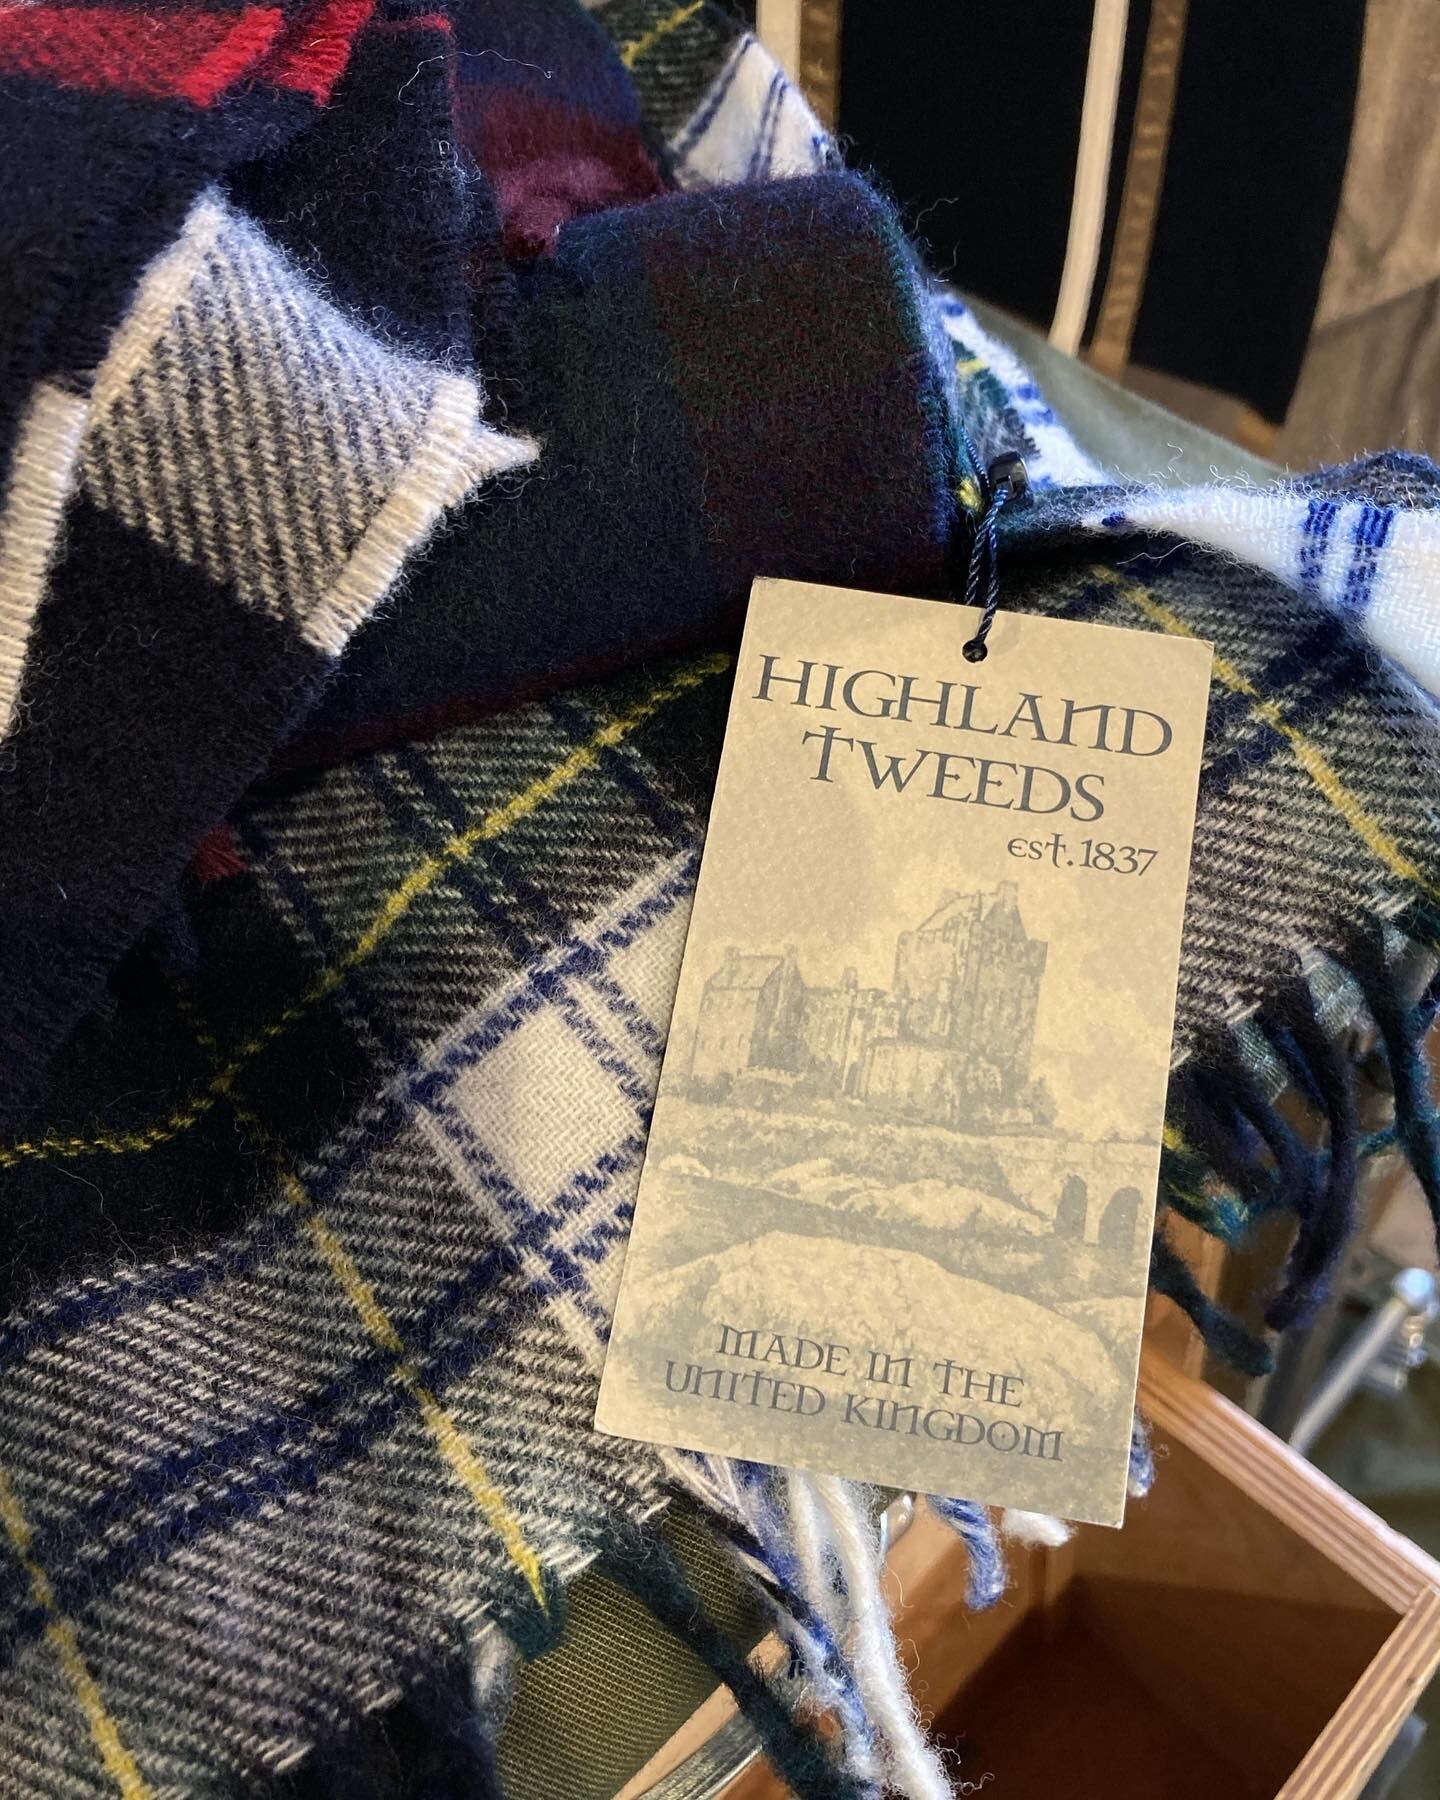 HIGHLAND
TWEEDS
est. 1837
MADE IN THE
UNITED KINGDOM